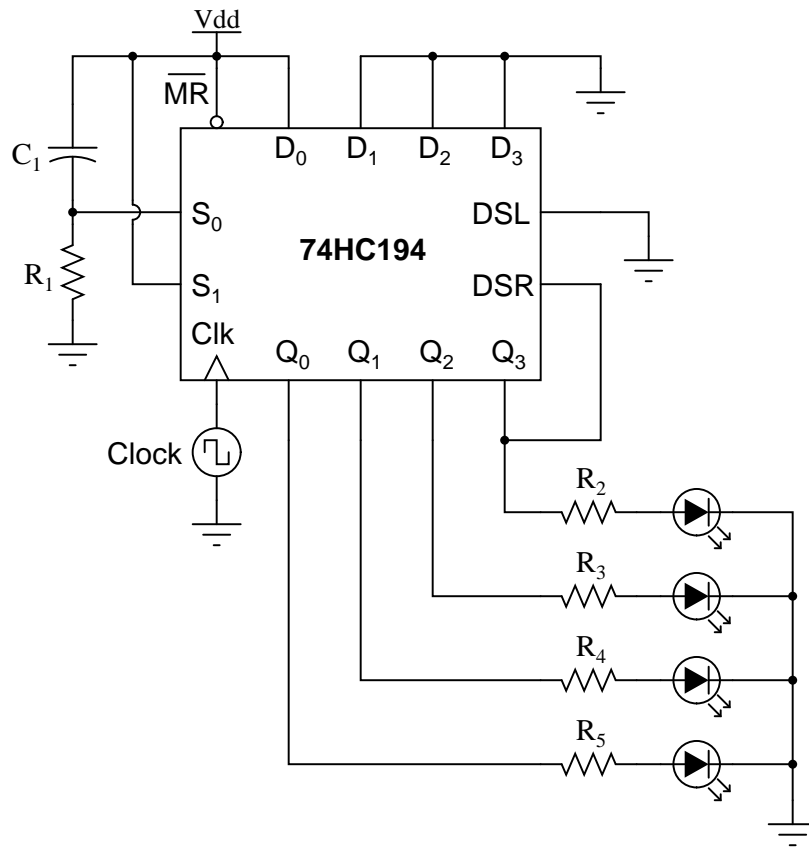 Vdd
M̅R̅
D₀ D₁ D₂ D₃
C₁
S₀ DSL
74HC194
R₁ S₁ DSR
Clk
Q₀ Q₁ Q₂ Q₃
Clock
R₂
R₃
R₄
R₅